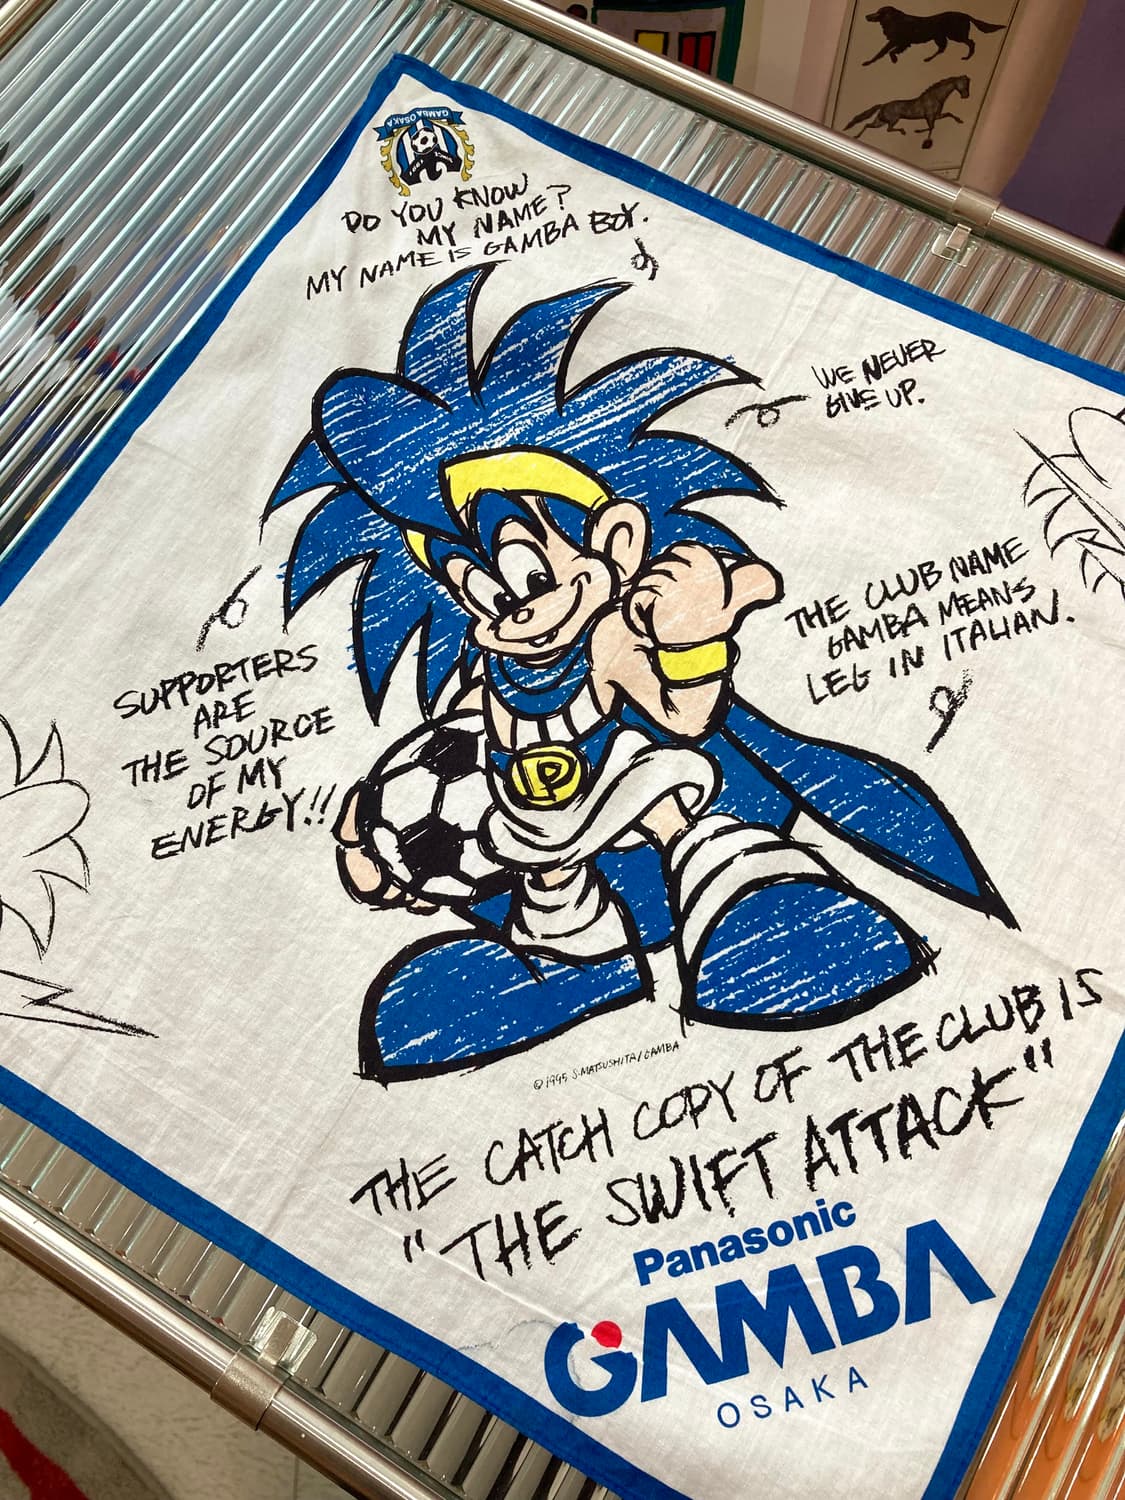 GAMBA OSAKA
DO YOU KNOW
MY NAME?
MY NAME IS GAMBA BOY.
WE NEVER
GIVE UP.
THE CLUB NAME
GAMBA MEANS
LEG IN ITALIAN.
SUPPORTERS
ARE
THE SOURCE
OF MY
ENERGY!!
P
© 1995 S.MATSUSHITA/GAMBA
THE CATCH COPY OF THE CLUB IS
"THE SWIFT ATTACK"
Panasonic
GAMBA
OSAKA